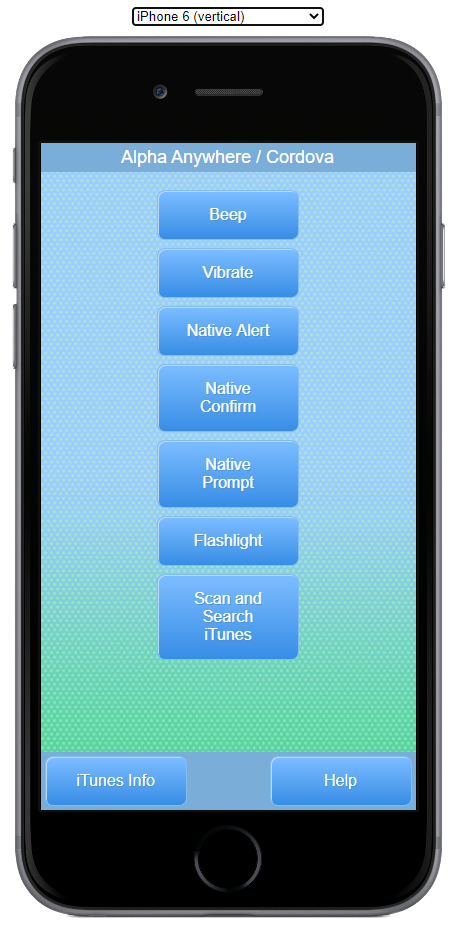 iPhone 6 (vertical)
Alpha Anywhere / Cordova
Beep
Vibrate
Native Alert
Native
Confirm
Native
Prompt
Flashlight
Scan and
Search
iTunes
iTunes Info
Help